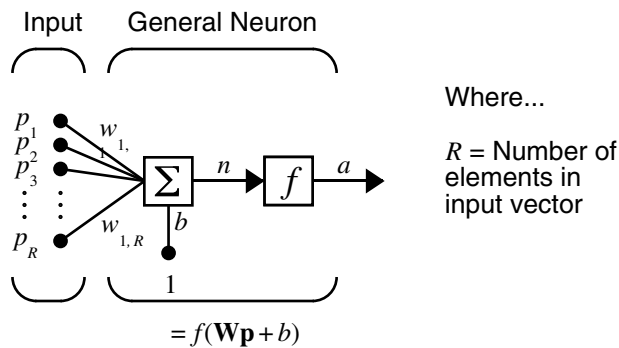 Input General Neuron
p1 w1, 1
p2
p3
pR w1, R
Σ n f a
b
1
Where...
R = Number of
elements in
input vector
= f(Wp + b)